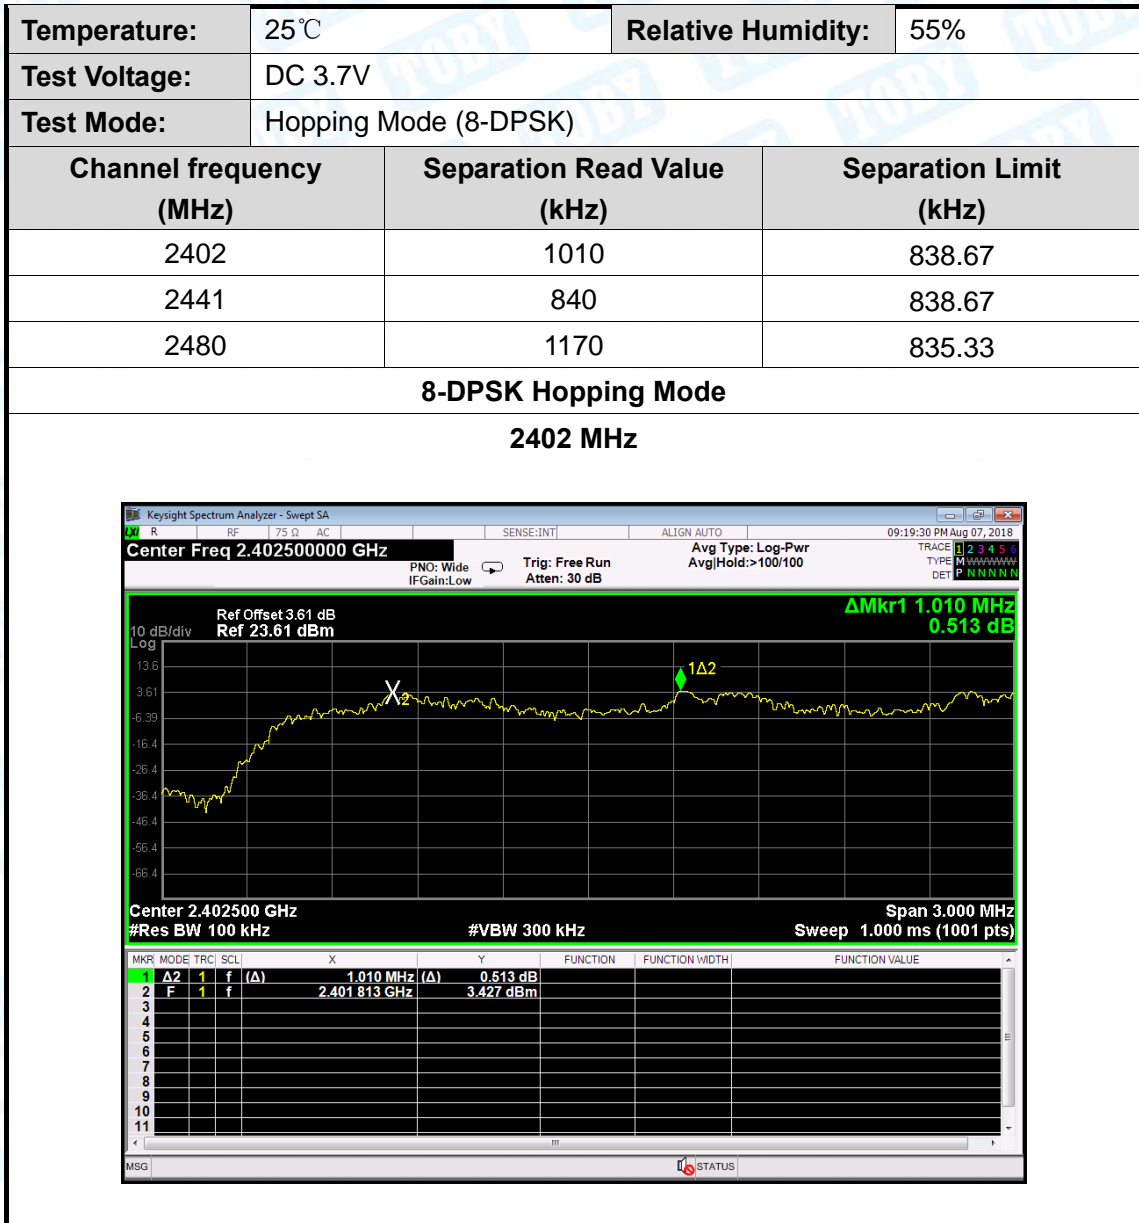 Temperature: 25℃ Relative Humidity: 55%
Test Voltage: DC 3.7V
Test Mode: Hopping Mode (8-DPSK)
Channel frequency (MHz) Separation Read Value (kHz) Separation Limit (kHz)
2402 1010 838.67
2441 840 838.67
2480 1170 835.33
8-DPSK Hopping Mode
2402 MHz
Keysight Spectrum Analyzer - Swept SA
LXI R RF 75 Ω AC SENSE:INT ALIGN AUTO 09:19:30 PM Aug 07, 2018
Center Freq 2.402500000 GHz
PNO: Wide
IFGain:Low
Trig: Free Run
Atten: 30 dB
Avg Type: Log-Pwr
Avg|Hold:>100/100
TRACE 1 2 3 4 5 6
TYPE M WWWWW
DET P N N N N N
ΔMkr1 1.010 MHz
0.513 dB
Ref Offset 3.61 dB
10 dB/div Ref 23.61 dBm
Log
13.6
3.61
-6.39
-16.4
-26.4
-36.4
-46.4
-56.4
-66.4
X2
1Δ2
Center 2.402500 GHz Span 3.000 MHz
#Res BW 100 kHz #VBW 300 kHz Sweep 1.000 ms (1001 pts)
MKR MODE TRC SCL X Y FUNCTION FUNCTION WIDTH FUNCTION VALUE
1 Δ2 1 f (Δ) 1.010 MHz (Δ) 0.513 dB
2 F 1 f 2.401 813 GHz 3.427 dBm
3
4
5
6
7
8
9
10
11
MSG STATUS
TOBY